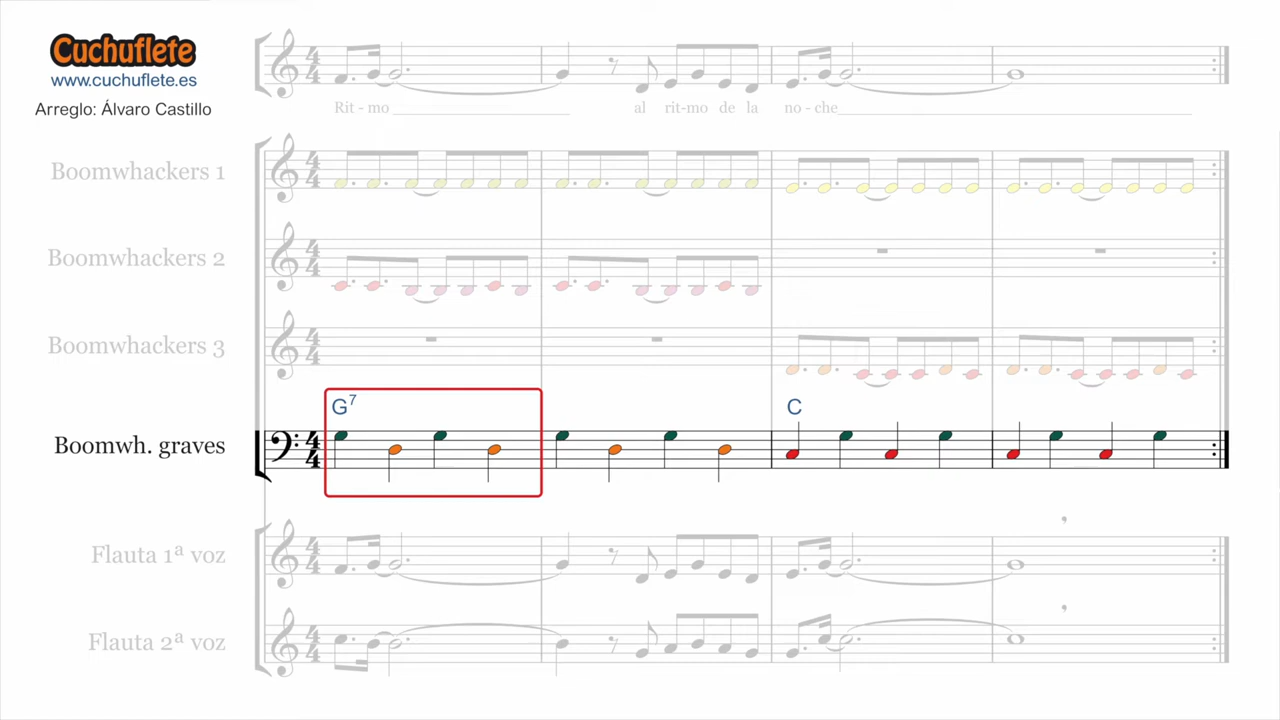 Cuchuflete
www.cuchuflete.es
Arreglo: Álvaro Castillo
Rit - mo al rit-mo de la no - che
Boomwhackers 1
Boomwhackers 2
Boomwhackers 3
G7 C
Boomwh. graves
Flauta 1ª voz
Flauta 2ª voz